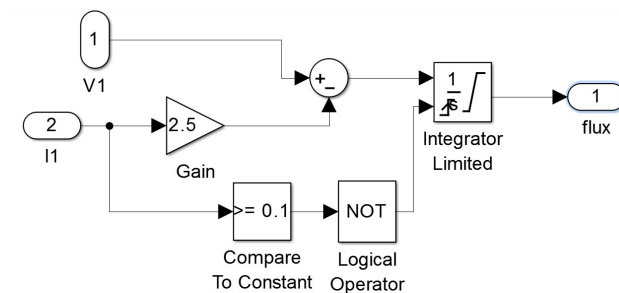 1
V1
+
−
1
s
1
flux
2
I1
2.5
Gain
Integrator
Limited
>= 0.1
NOT
Compare
To Constant
Logical
Operator